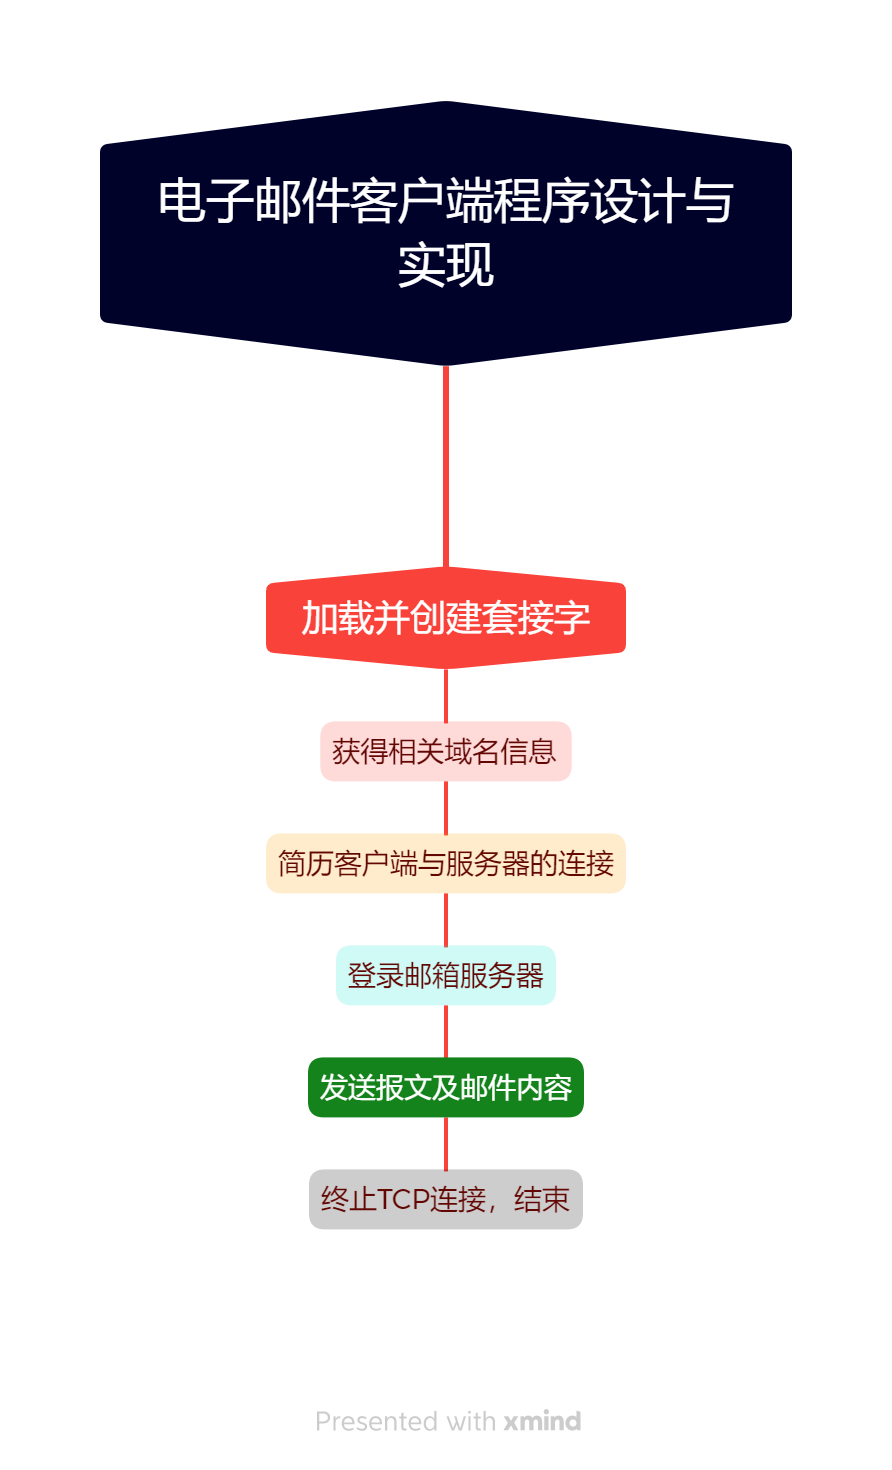 电子邮件客户端程序设计与
实现
加载并创建套接字
获得相关域名信息
简历客户端与服务器的连接
登录邮箱服务器
发送报文及邮件内容
终止TCP连接，结束
Presented with xmind